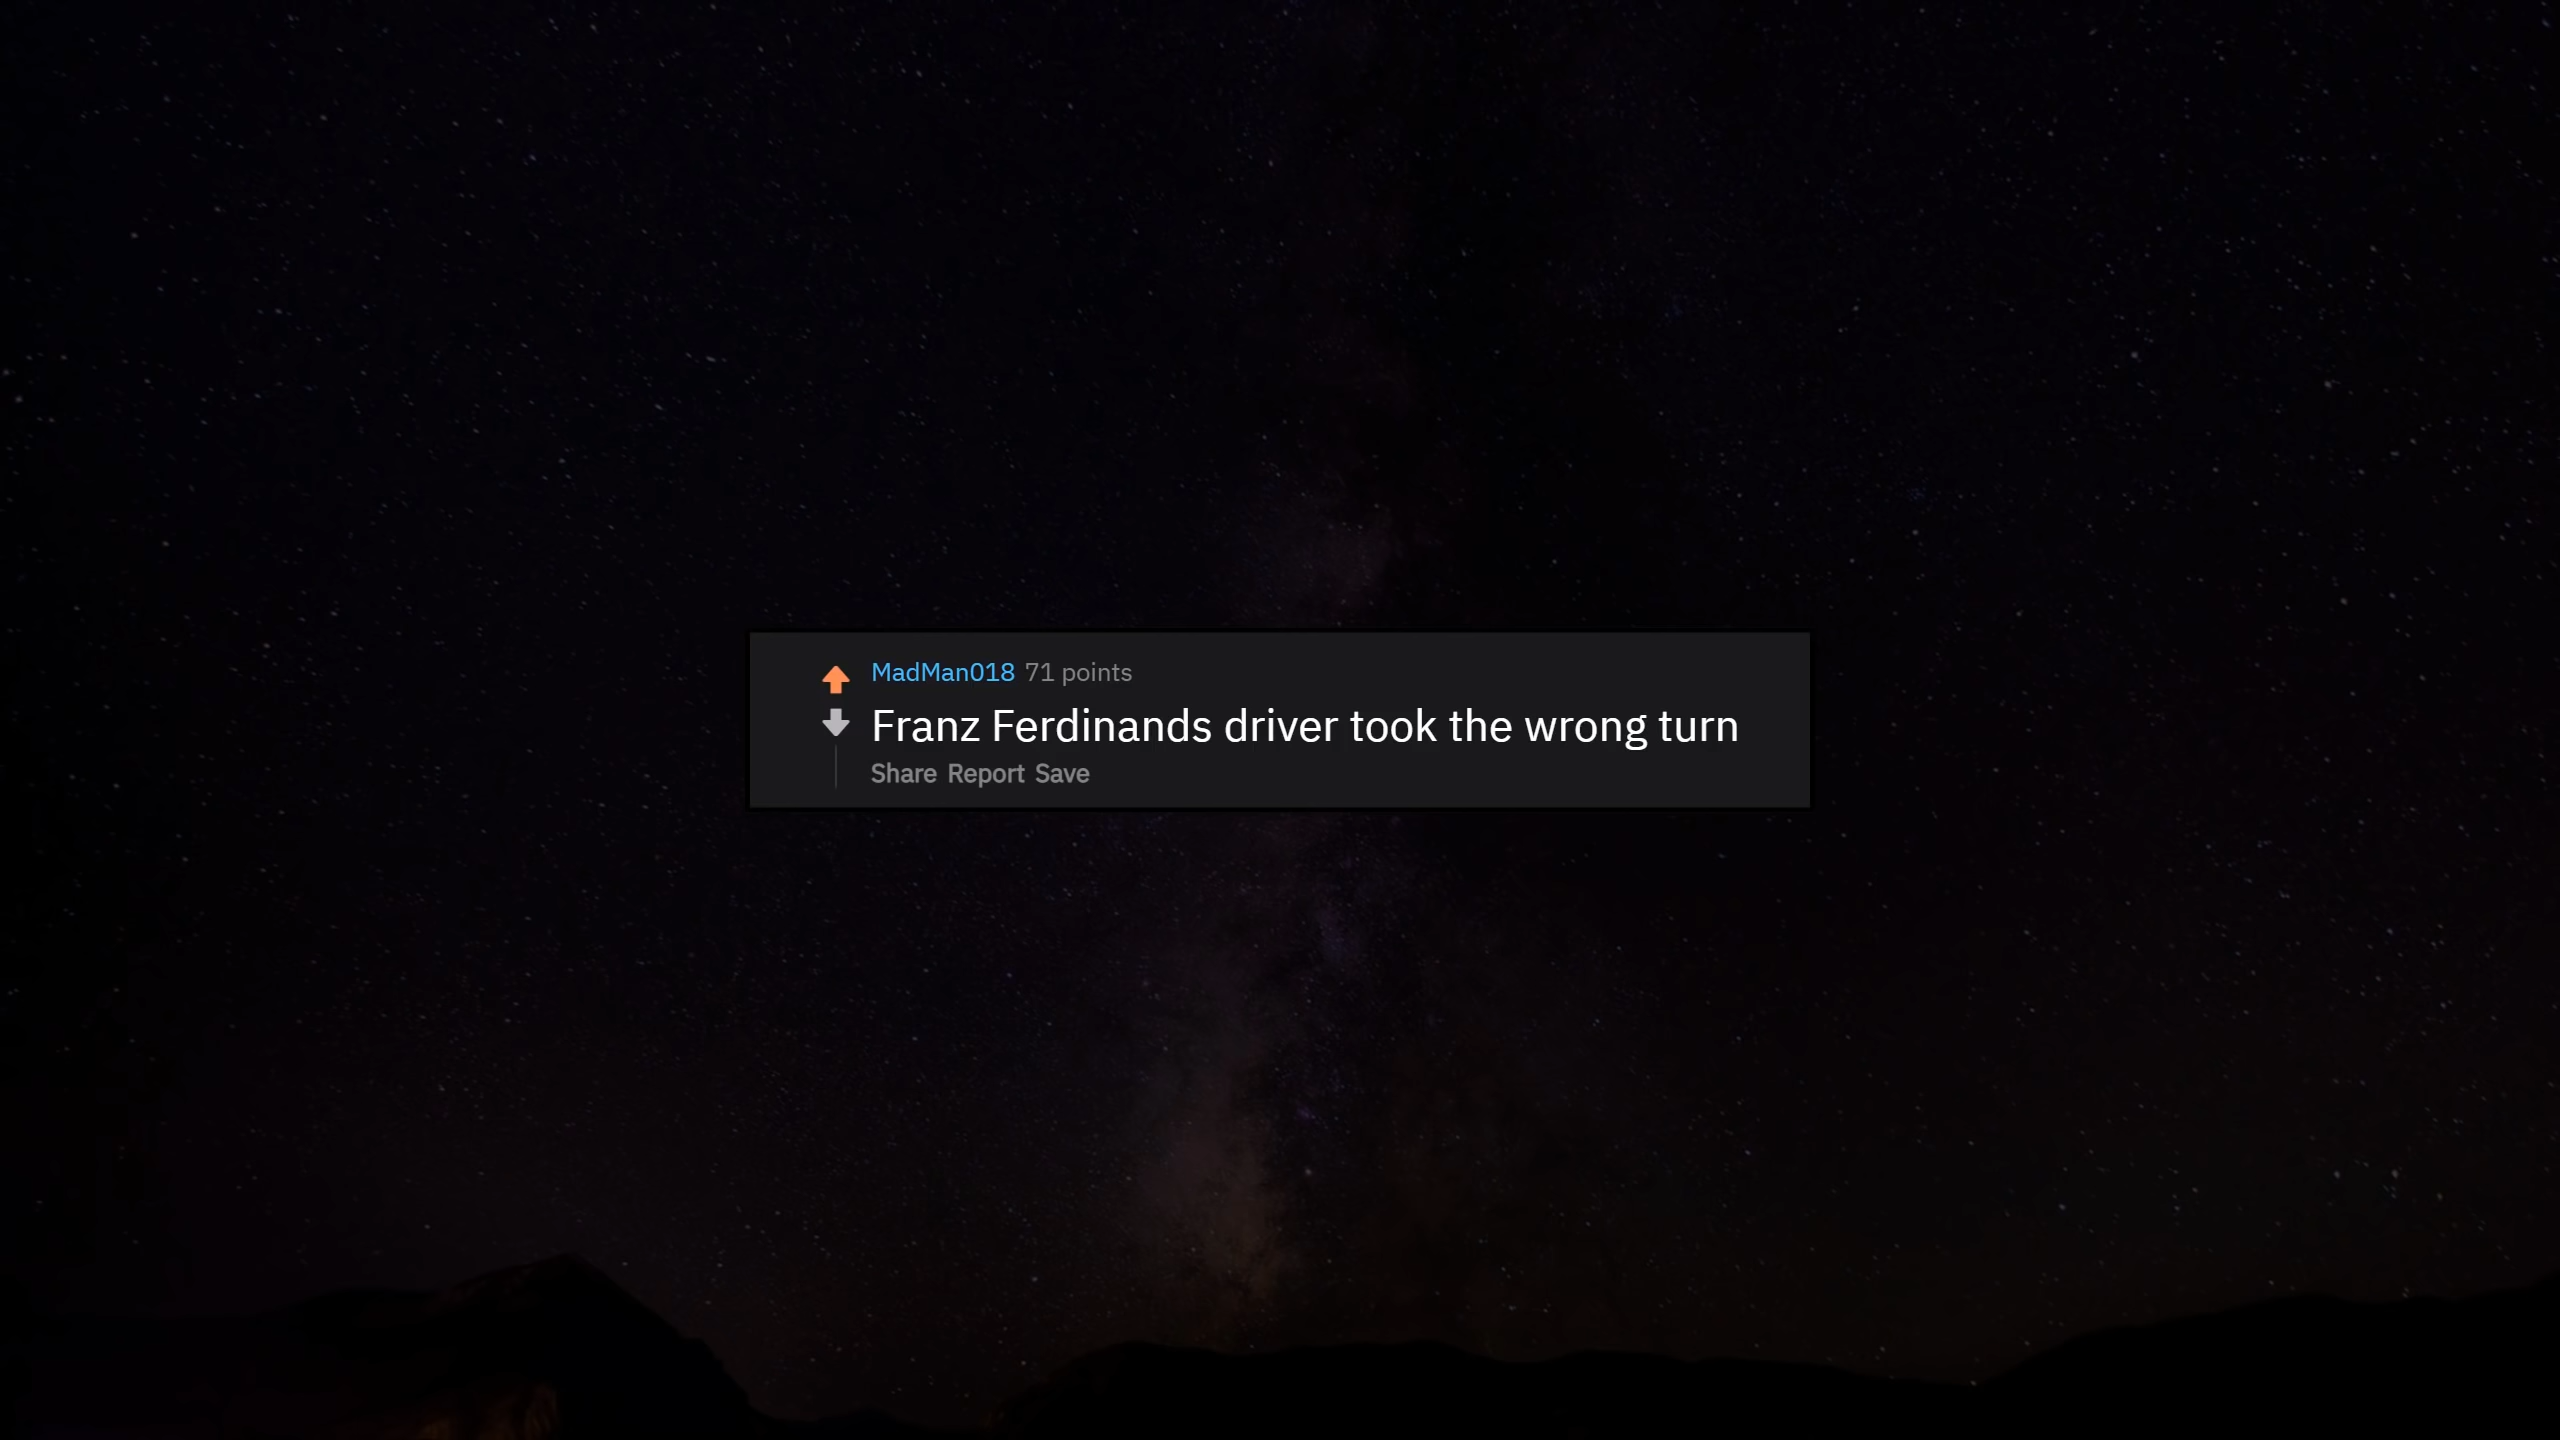 MadMan018 71 points
Franz Ferdinands driver took the wrong turn
Share Report Save